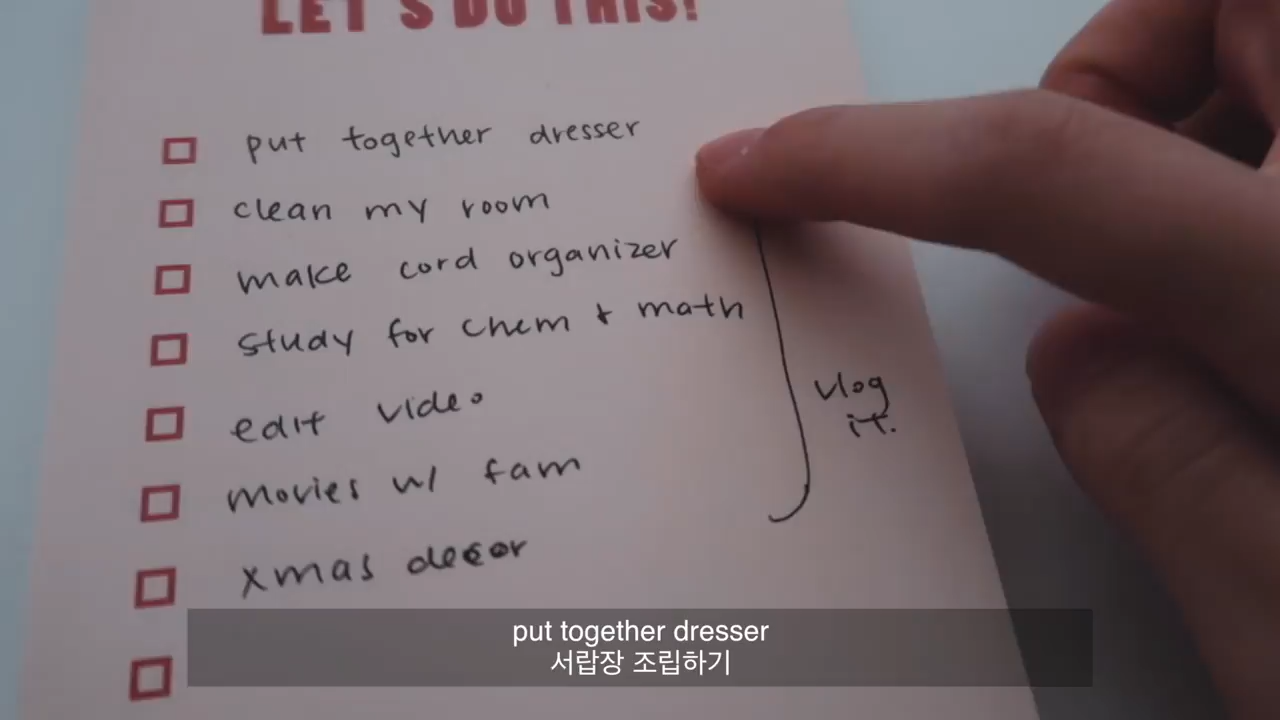 LET'S DO THIS!
put together dresser
clean my room
make cord organizer
study for chem + math
edit video
movies w/ fam
xmas decor
vlog
it.
put together dresser
서랍장 조립하기